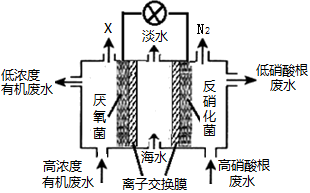 X
淡水
N₂
低浓度
有机废水
低硝酸根
废水
厌氧菌
反硝化菌
海水
高浓度
有机废水
高硝酸根
废水
离子交换膜